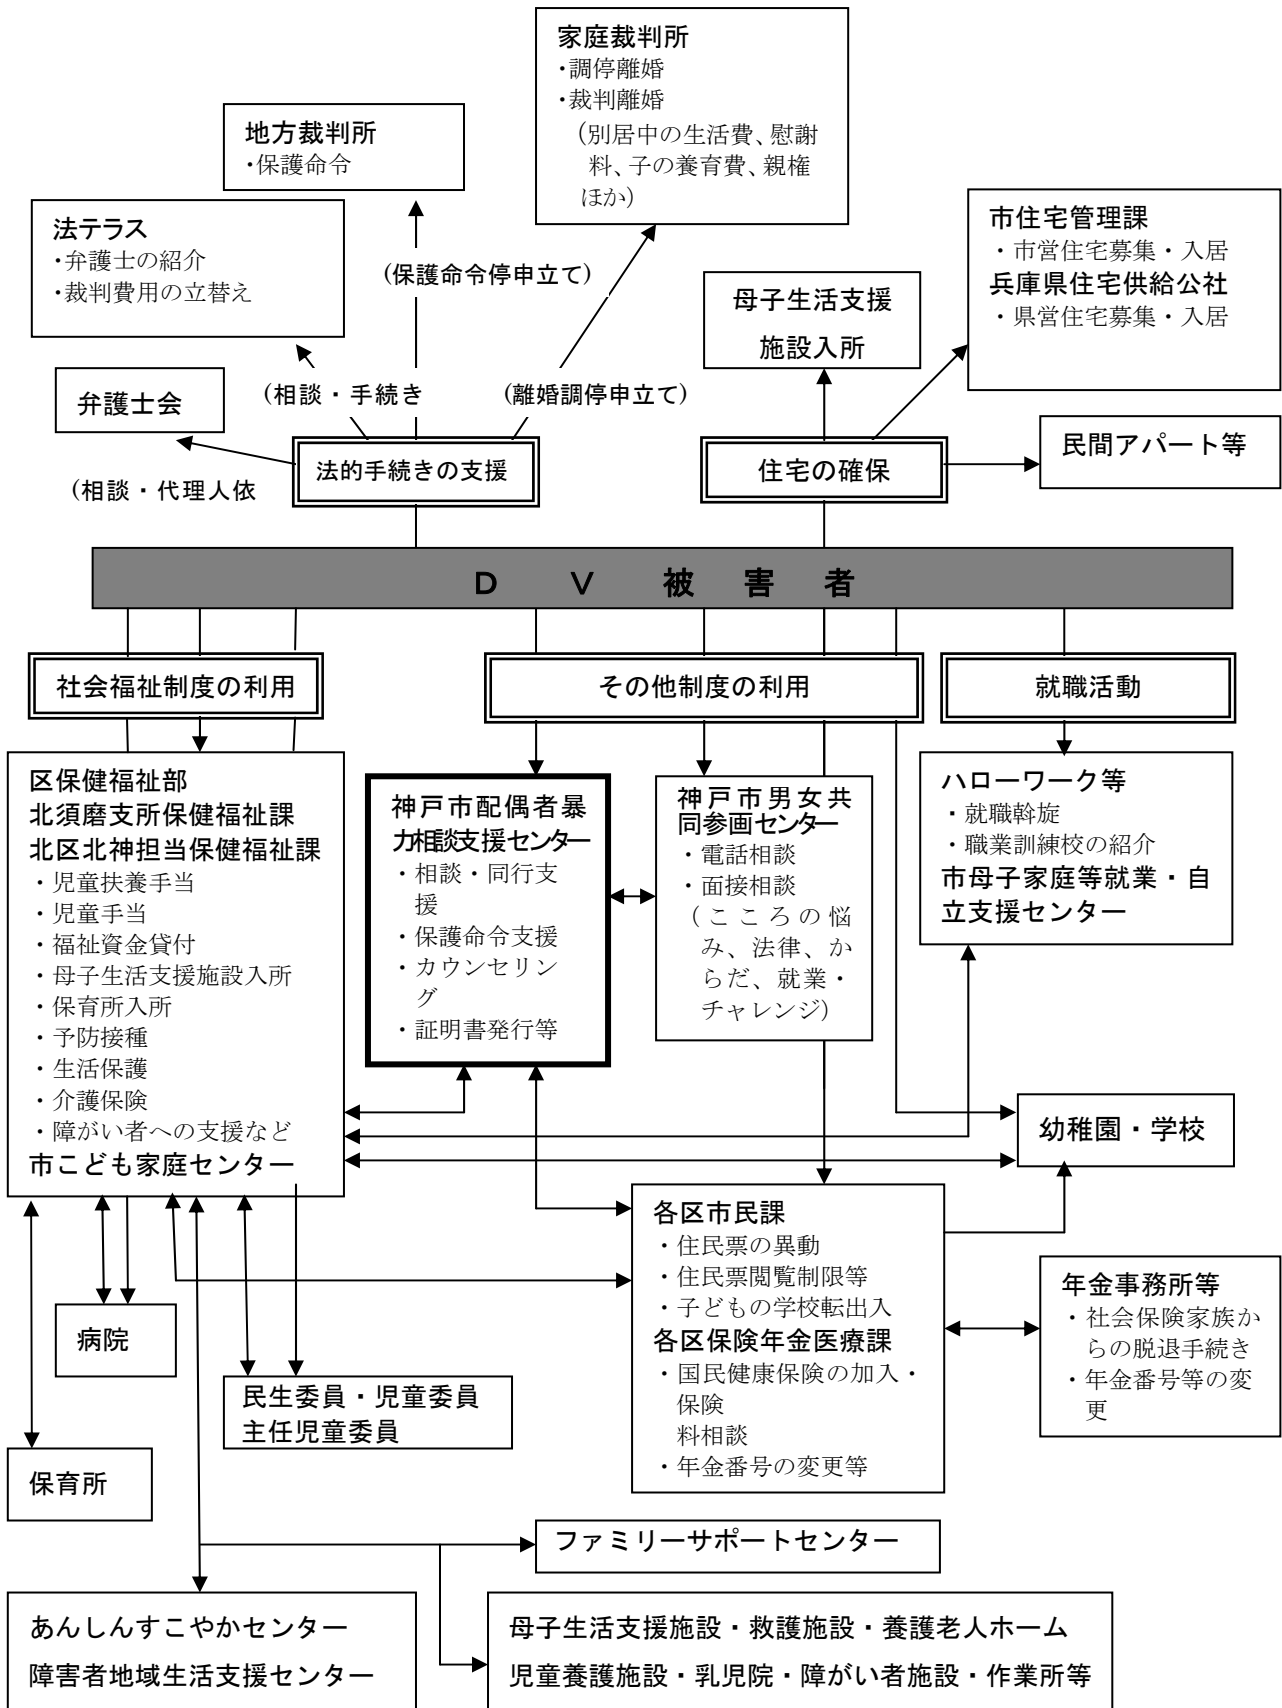 家庭裁判所
・調停離婚
・裁判離婚
(別居中の生活費、慰謝
料、子の養育費、親権
ほか)
地方裁判所
・保護命令
法テラス
・弁護士の紹介
・裁判費用の立替え
市住宅管理課
・市営住宅募集・入居
兵庫県住宅供給公社
・県営住宅募集・入居
(保護命令停申立て)
母子生活支援
施設入所
弁護士会
(相談・手続き
(離婚調停申立て)
民間アパート等
法的手続きの支援
住宅の確保
(相談・代理人依
DV被害者
社会福祉制度の利用
その他制度の利用
就職活動
区保健福祉部
北須磨支所保健福祉課
北区北神担当保健福祉課
・児童扶養手当
・児童手当
・福祉資金貸付
・母子生活支援施設入所
・保育所入所
・予防接種
・生活保護
・介護保険
・障がい者への支援など
市こども家庭センター
神戸市配偶者暴
力相談支援センター
・相談・同行支
援
・保護命令支援
・カウンセリン
グ
・証明書発行等
神戸市男女共
同参画センター
・電話相談
・面接相談
(こころの悩
み、法律、か
らだ、就業・
チャレンジ)
ハローワーク等
・就職斡旋
・職業訓練校の紹介
市母子家庭等就業・自
立支援センター
幼稚園・学校
各区市民課
・住民票の異動
・住民票閲覧制限等
・子どもの学校転出入
各区保険年金医療課
・国民健康保険の加入・
保険
料相談
・年金番号の変更等
年金事務所等
・社会保険家族か
らの脱退手続き
・年金番号等の変
更
病院
民生委員・児童委員
主任児童委員
保育所
ファミリーサポートセンター
あんしんすこやかセンター
障害者地域生活支援センター
母子生活支援施設・救護施設・養護老人ホーム
児童養護施設・乳児院・障がい者施設・作業所等